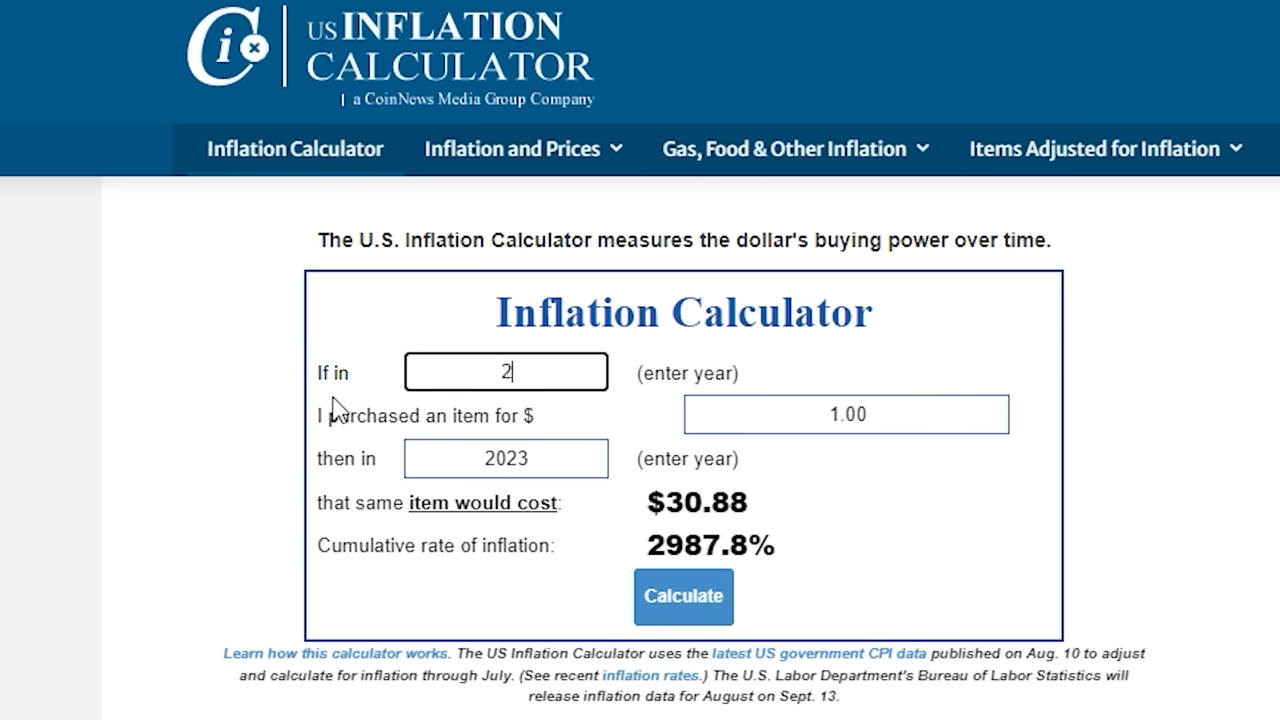 US INFLATION
CALCULATOR
a CoinNews Media Group Company
Inflation Calculator Inflation and Prices Gas, Food & Other Inflation Items Adjusted for Inflation
The U.S. Inflation Calculator measures the dollar's buying power over time.
Inflation Calculator
If in 2 (enter year)
I purchased an item for $ 1.00
then in 2023 (enter year)
that same item would cost: $30.88
Cumulative rate of inflation: 2987.8%
Calculate
Learn how this calculator works. The US Inflation Calculator uses the latest US government CPI data published on Aug. 10 to adjust
and calculate for inflation through July. (See recent inflation rates.) The U.S. Labor Department's Bureau of Labor Statistics will
release inflation data for August on Sept. 13.